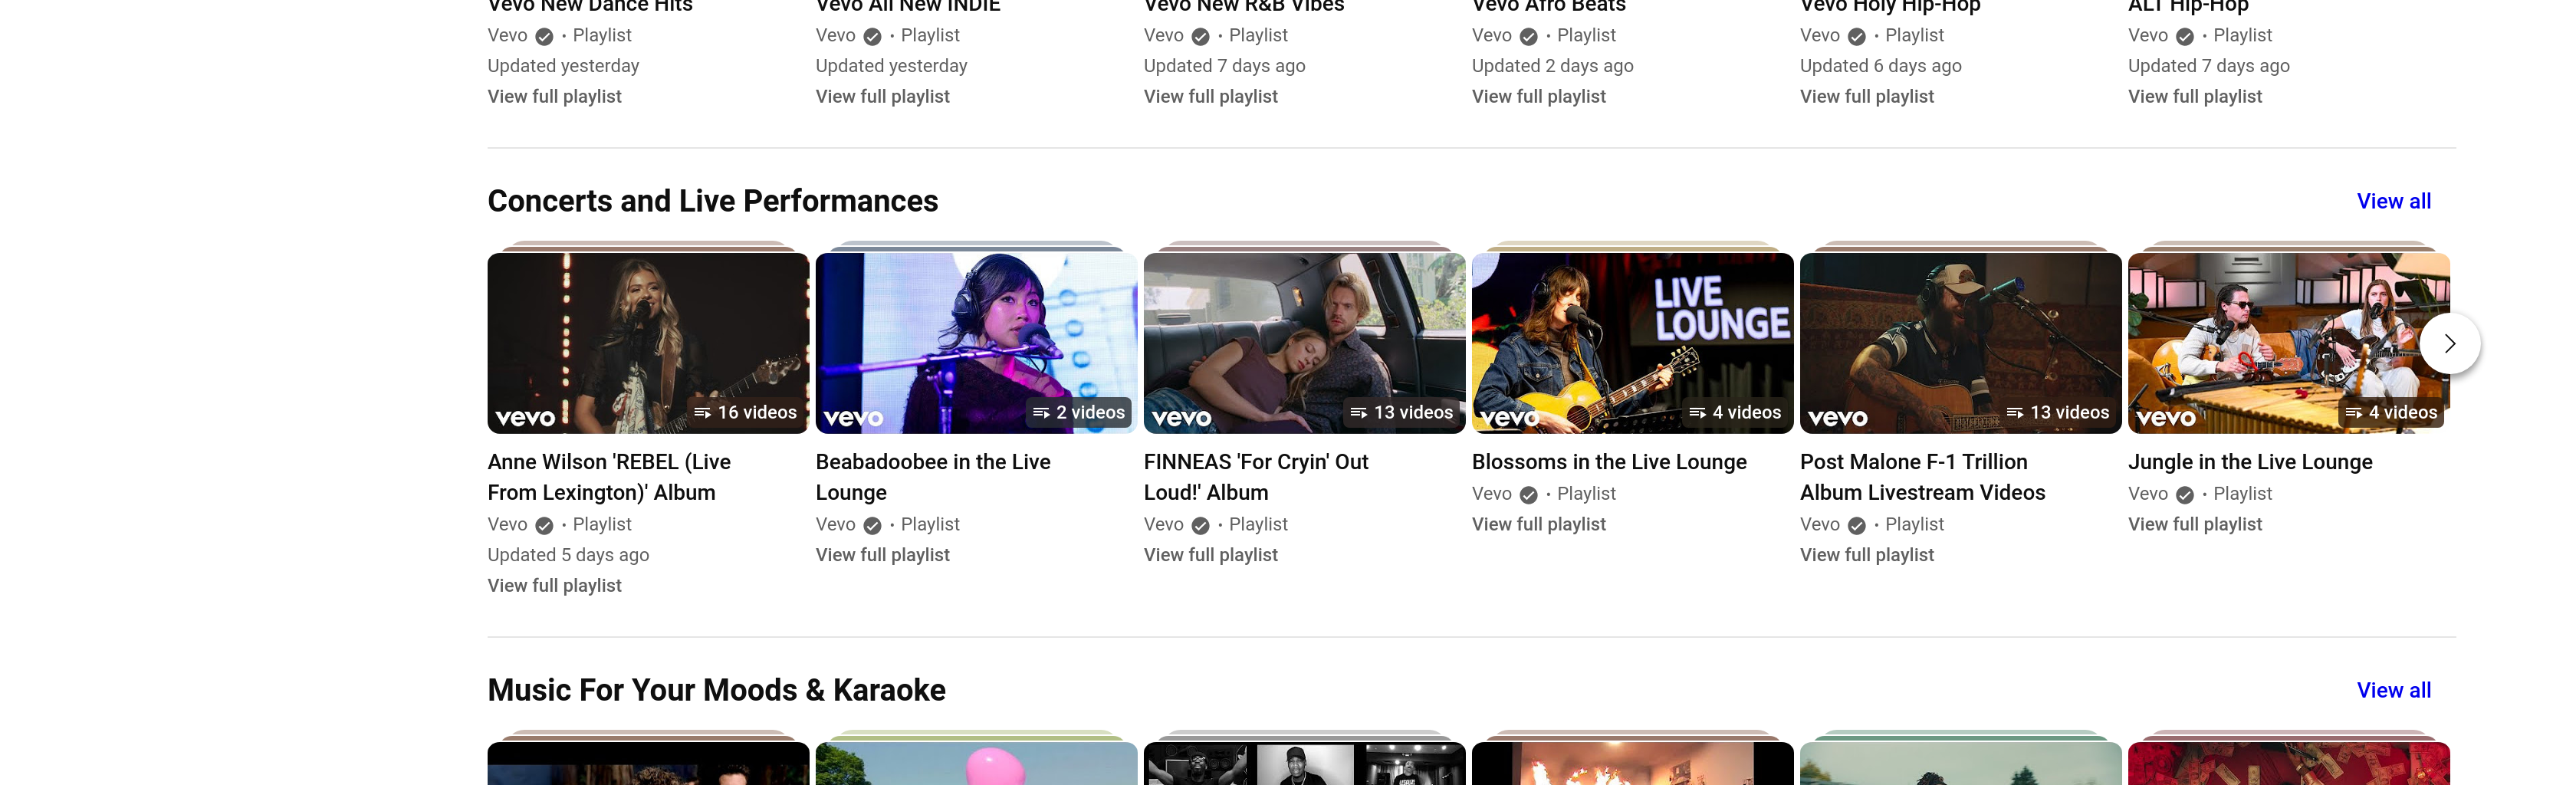 Vevo New Dance Hits
Vevo All New INDIE
Vevo New R&B Vibes
Vevo Afro Beats
Vevo Holy Hip-Hop
ALT Hip-Hop
Vevo • Playlist
Vevo • Playlist
Vevo • Playlist
Vevo • Playlist
Vevo • Playlist
Vevo • Playlist
Updated yesterday
Updated yesterday
Updated 7 days ago
Updated 2 days ago
Updated 6 days ago
Updated 7 days ago
View full playlist
View full playlist
View full playlist
View full playlist
View full playlist
View full playlist
Concerts and Live Performances
View all
vevo
16 videos
vevo
2 videos
vevo
13 videos
LIVE
LOUNGE
vevo
4 videos
vevo
13 videos
vevo
4 videos
Anne Wilson 'REBEL (Live
From Lexington)' Album
Vevo • Playlist
Updated 5 days ago
View full playlist
Beabadoobee in the Live
Lounge
Vevo • Playlist
View full playlist
FINNEAS 'For Cryin' Out
Loud!' Album
Vevo • Playlist
View full playlist
Blossoms in the Live Lounge
Vevo • Playlist
View full playlist
Post Malone F-1 Trillion
Album Livestream Videos
Vevo • Playlist
View full playlist
Jungle in the Live Lounge
Vevo • Playlist
View full playlist
Music For Your Moods & Karaoke
View all